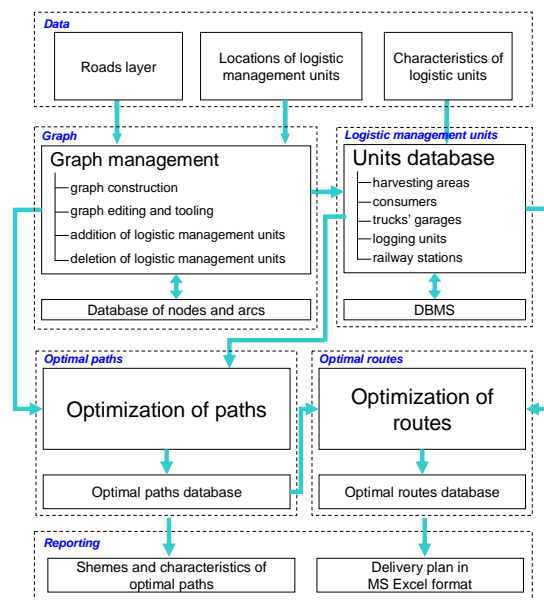 Data
Roads layer
Locations of logistic
management units
Characteristics of
logistic units
Graph
Graph management
graph construction
graph editing and tooling
addition of logistic management units
deletion of logistic management units
Database of nodes and arcs
Logistic management units
Units database
harvesting areas
consumers
trucks' garages
logging units
railway stations
DBMS
Optimal paths
Optimization of paths
Optimal paths database
Optimal routes
Optimization of
routes
Optimal routes database
Reporting
Shemes and characteristics of
optimal paths
Delivery plan in
MS Excel format